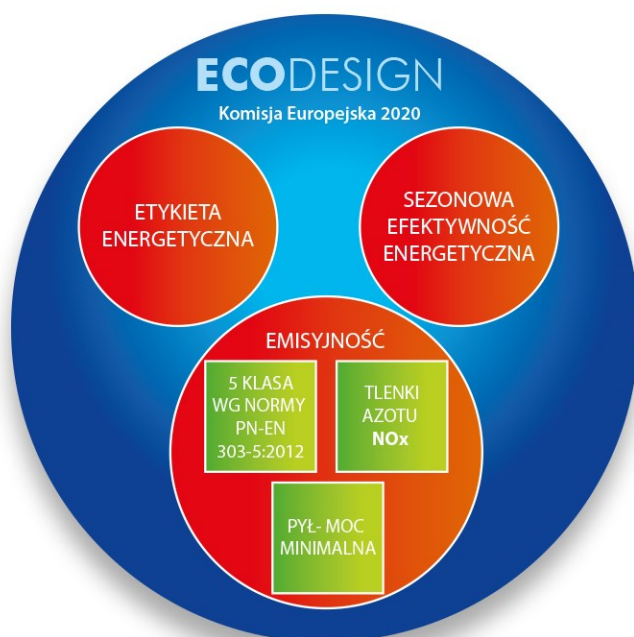 ECODESIGN
Komisja Europejska 2020
ETYKIETA
ENERGETYCZNA
SEZONOWA
EFEKTYWNOŚĆ
ENERGETYCZNA
EMISYJNOŚĆ
5 KLASA
WG NORMY
PN-EN
303-5:2012
TLENKI
AZOTU
NOx
PYŁ- MOC
MINIMALNA